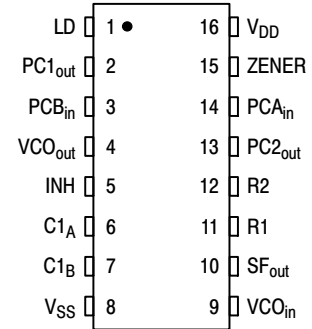 LD 1 16 VDD
PC1out 2 15 ZENER
PCBin 3 14 PCAin
VCOout 4 13 PC2out
INH 5 12 R2
C1A 6 11 R1
C1B 7 10 SFout
VSS 8 9 VCOin